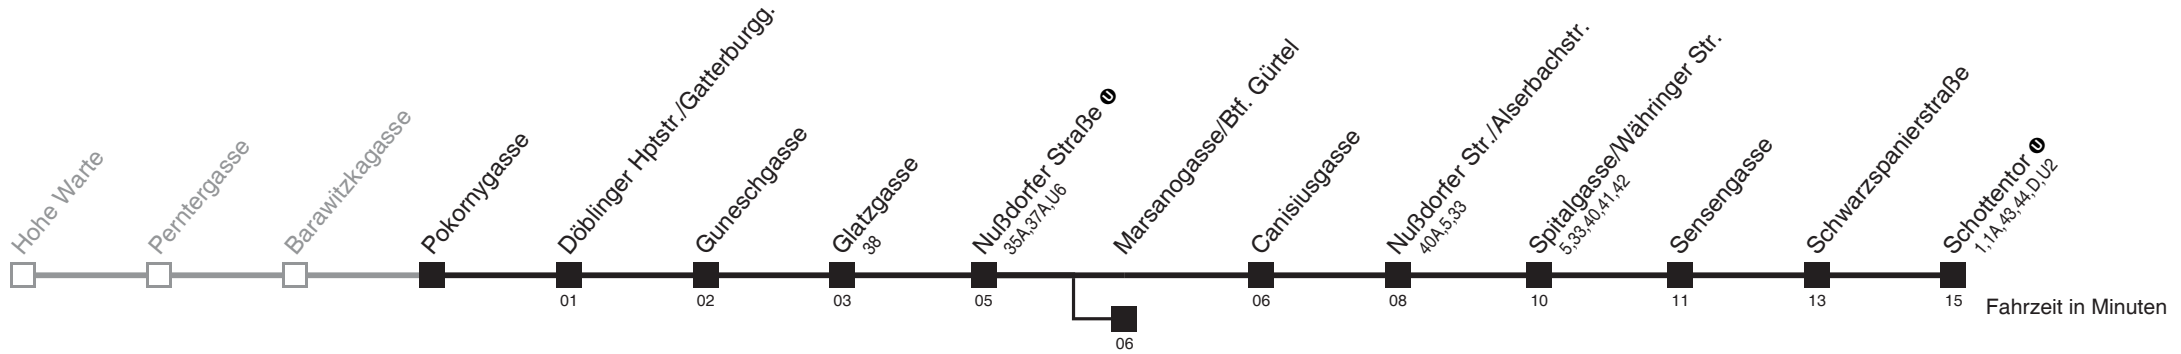 Hohe Warte
Perntergasse
Barawitzkagasse
Pokornygasse
Döblinger Hptstr./Gatterburgg.
01
Guneschgasse
02
Glatzgasse
38
03
Nußdorfer Straße U
35A,37A,U6
05
Marsanogasse/Btf. Gürtel
06
Canisiusgasse
06
Nußdorfer Str./Alserbachstr.
40A,5,33
08
Spitalgasse/Währinger Str.
5,33,40,41,42
10
Sensengasse
11
Schwarzspanierstraße
13
Schottentor U
1,1A,43,44,D,U2
15
Fahrzeit in Minuten